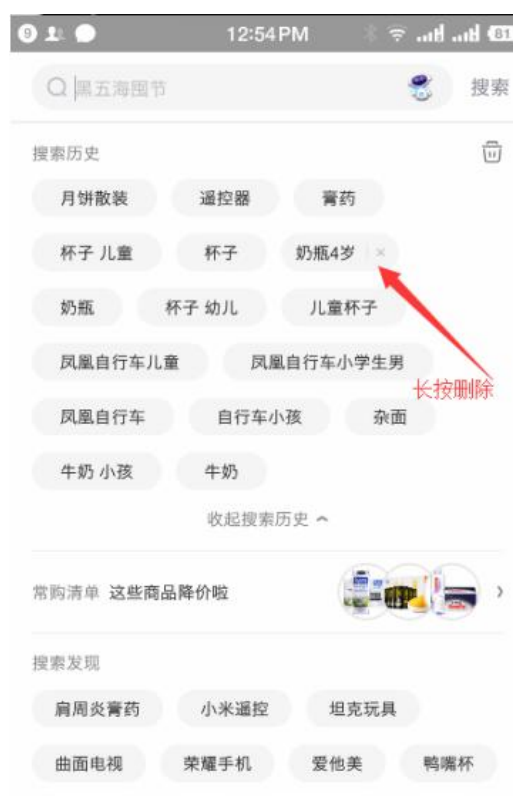 9 12:54PM 81
黑五海囤节 搜索
搜索历史
月饼散装 遥控器 膏药
杯子 儿童 杯子 奶瓶4岁 ×
奶瓶 杯子 幼儿 儿童杯子
凤凰自行车儿童 凤凰自行车小学生男
长按删除
凤凰自行车 自行车小孩 杂面
牛奶 小孩 牛奶
收起搜索历史
常购清单 这些商品降价啦
搜索发现
肩周炎膏药 小米遥控 坦克玩具
曲面电视 荣耀手机 爱他美 鸭嘴杯